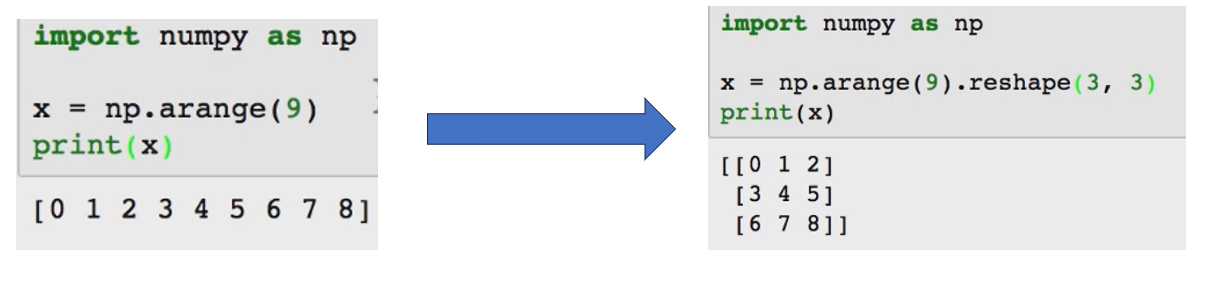 import numpy as np
x = np.arange(9)
print(x)
[0 1 2 3 4 5 6 7 8]
import numpy as np
x = np.arange(9).reshape(3, 3)
print(x)
[[0 1 2]
 [3 4 5]
 [6 7 8]]